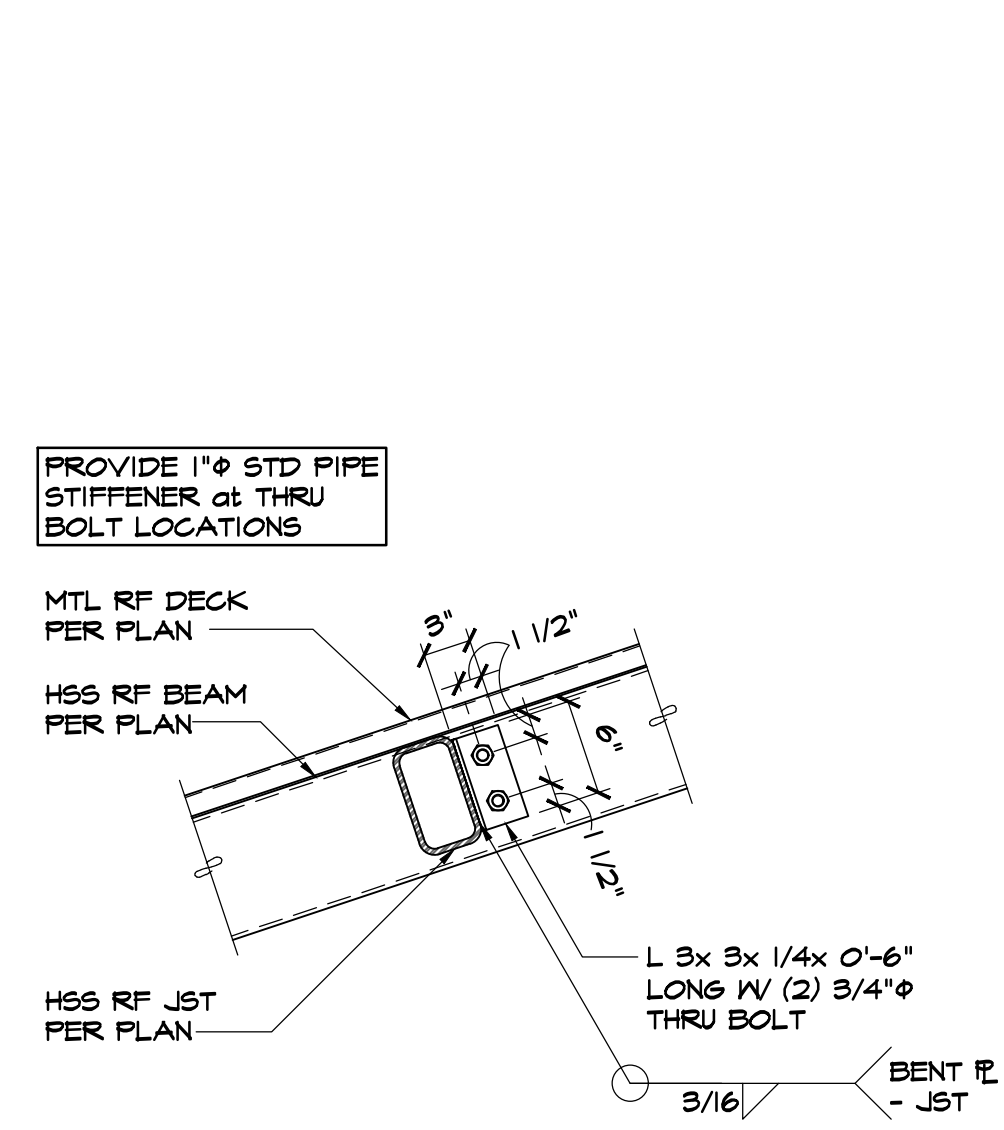 PROVIDE 1"Φ STD PIPE
STIFFENER at THRU
BOLT LOCATIONS
MTL RF DECK
PER PLAN
3"
1 1/2"
HSS RF BEAM
PER PLAN
6"
1 1/2"
L 3x 3x 1/4x 0'-6"
LONG W/ (2) 3/4"Φ
THRU BOLT
HSS RF JST
PER PLAN
BENT PL
- JST
3/16